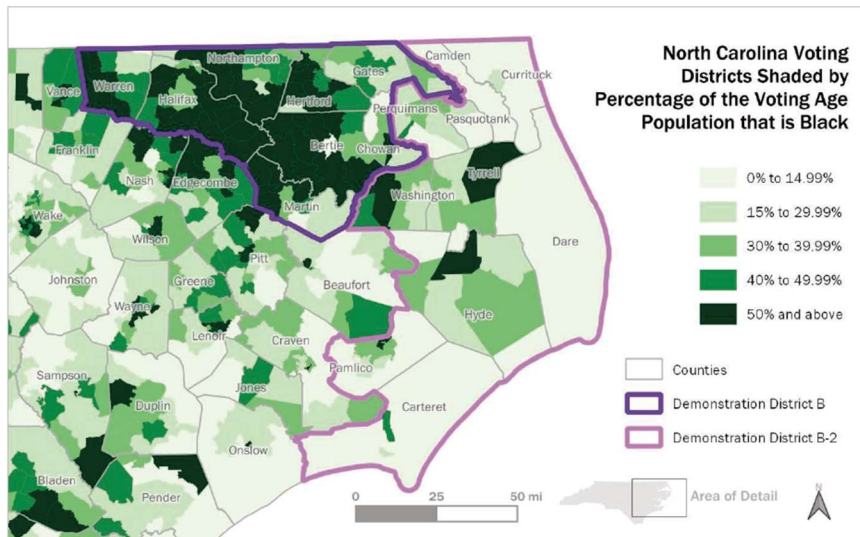 North Carolina Voting
Districts Shaded by
Percentage of the Voting Age
Population that is Black
0% to 14.99%
15% to 29.99%
30% to 39.99%
40% to 49.99%
50% and above
Counties
Demonstration District B
Demonstration District B-2
Area of Detail
N
0 25 50 mi
Northampton
Camden
Currituck
Gates
Vance
Warren
Halifax
Hertford
Perquimans
Pasquotank
Franklin
Bertie
Chowan
Nash
Edgecombe
Tyrrell
Washington
Martin
Wake
Wilson
Dare
Pitt
Johnston
Greene
Beaufort
Wayne
Hyde
Lenoir
Craven
Sampson
Pamlico
Jones
Duplin
Carteret
Onslow
Bladen
Pender